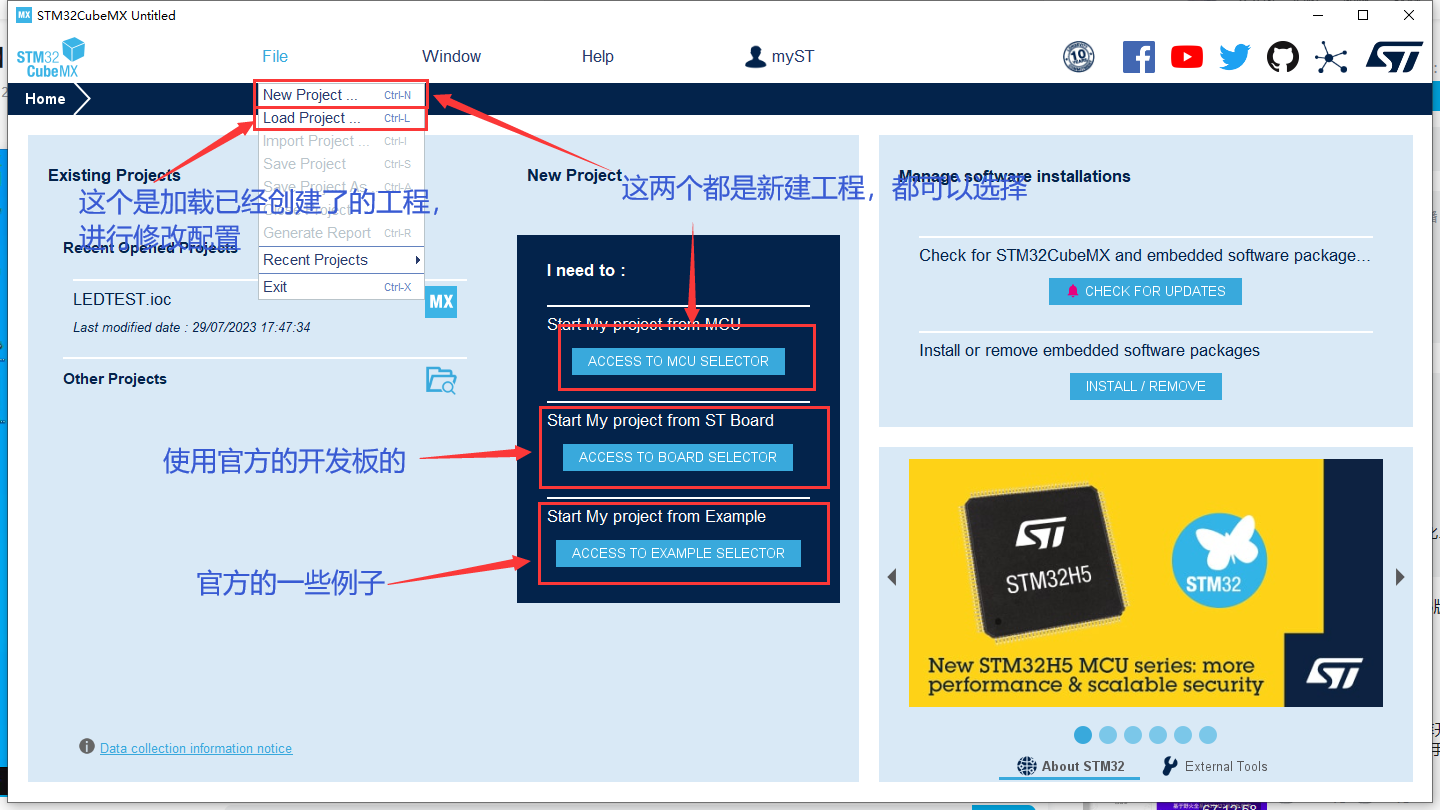 STM32CubeMX Untitled
STM32 CubeMX
File
Window
Help
myST
Home
New Project ... Ctrl-N
Load Project ... Ctrl-L
Import Project ... Ctrl-I
Save Project Ctrl-S
Save Project As Ctrl-A
Generate Report Ctrl-R
Recent Projects
Exit Ctrl-X
Existing Projects
这个是加载已经创建了的工程，
进行修改配置
Recent Opened Projects
LEDTEST.ioc
MX
Last modified date : 29/07/2023 17:47:34
Other Projects
Data collection information notice
New Project
这两个都是新建工程，都可以选择
I need to :
Start My project from MCU
ACCESS TO MCU SELECTOR
Start My project from ST Board
ACCESS TO BOARD SELECTOR
使用官方的开发板的
Start My project from Example
ACCESS TO EXAMPLE SELECTOR
官方的一些例子
Manage software installations
Check for STM32CubeMX and embedded software package...
CHECK FOR UPDATES
Install or remove embedded software packages
INSTALL / REMOVE
STM32H5
STM32
New STM32H5 MCU series: more
performance & scalable security
About STM32
External Tools